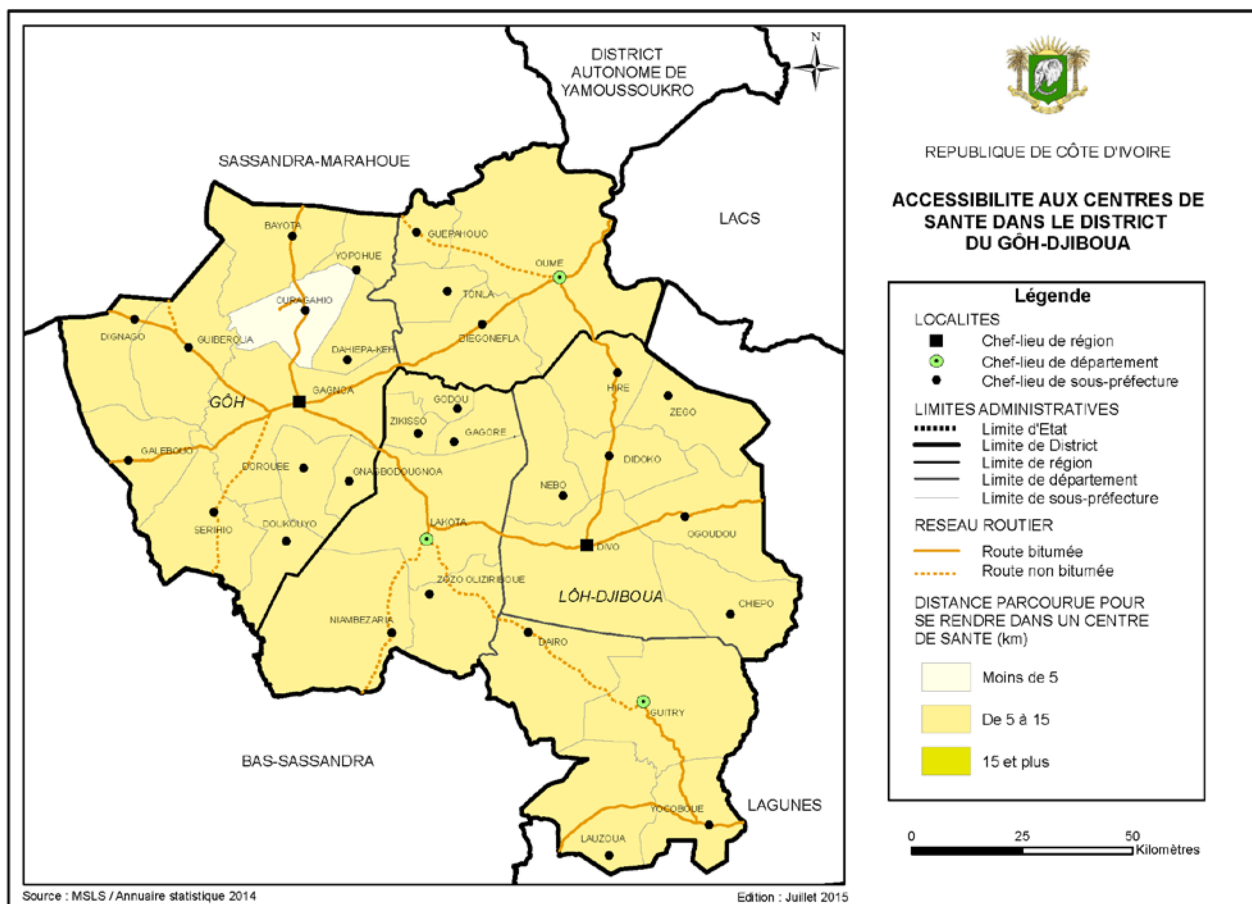 DISTRICT
AUTONOME DE
YAMOUSSOUKRO
N
SASSANDRA-MARAHOUE
LACS
BAYOTA
GUEPAHOUO
YOPOHUE
OUME
OURAGAHIO
TONLA
DIGNAGO
GUIBEROUA
DIEGONEFLA
DAHIEPA-KEH
HIRE
GÔH
GAGNOA
GODOU
ZEGO
ZIKISSO
GAGORE
GALEBOUO
DOROUBE
GNAGBODOUGNOA
DIDOKO
NEBO
SERIHIO
DOUKOUYO
LAKOTA
OGOUDOU
DIVO
ZOZO OLIZIRIBOUE
LÔH-DJIBOUA
CHIEPO
NIAMBEZARIA
DAIRO
GUITRY
BAS-SASSANDRA
LAGUNES
YOCOBOUE
LAUZOUA
Source : MSLS / Annuaire statistique 2014
Edition : Juillet 2015
REPUBLIQUE DE CÔTE D'IVOIRE
ACCESSIBILITE AUX CENTRES DE
SANTE DANS LE DISTRICT
DU GÔH-DJIBOUA
Légende
LOCALITES
Chef-lieu de région
Chef-lieu de département
Chef-lieu de sous-préfecture
LIMITES ADMINISTRATIVES
Limite d'Etat
Limite de District
Limite de région
Limite de département
Limite de sous-préfecture
RESEAU ROUTIER
Route bitumée
Route non bitumée
DISTANCE PARCOURUE POUR
SE RENDRE DANS UN CENTRE
DE SANTE (km)
Moins de 5
De 5 à 15
15 et plus
0 25 50
Kilomètres